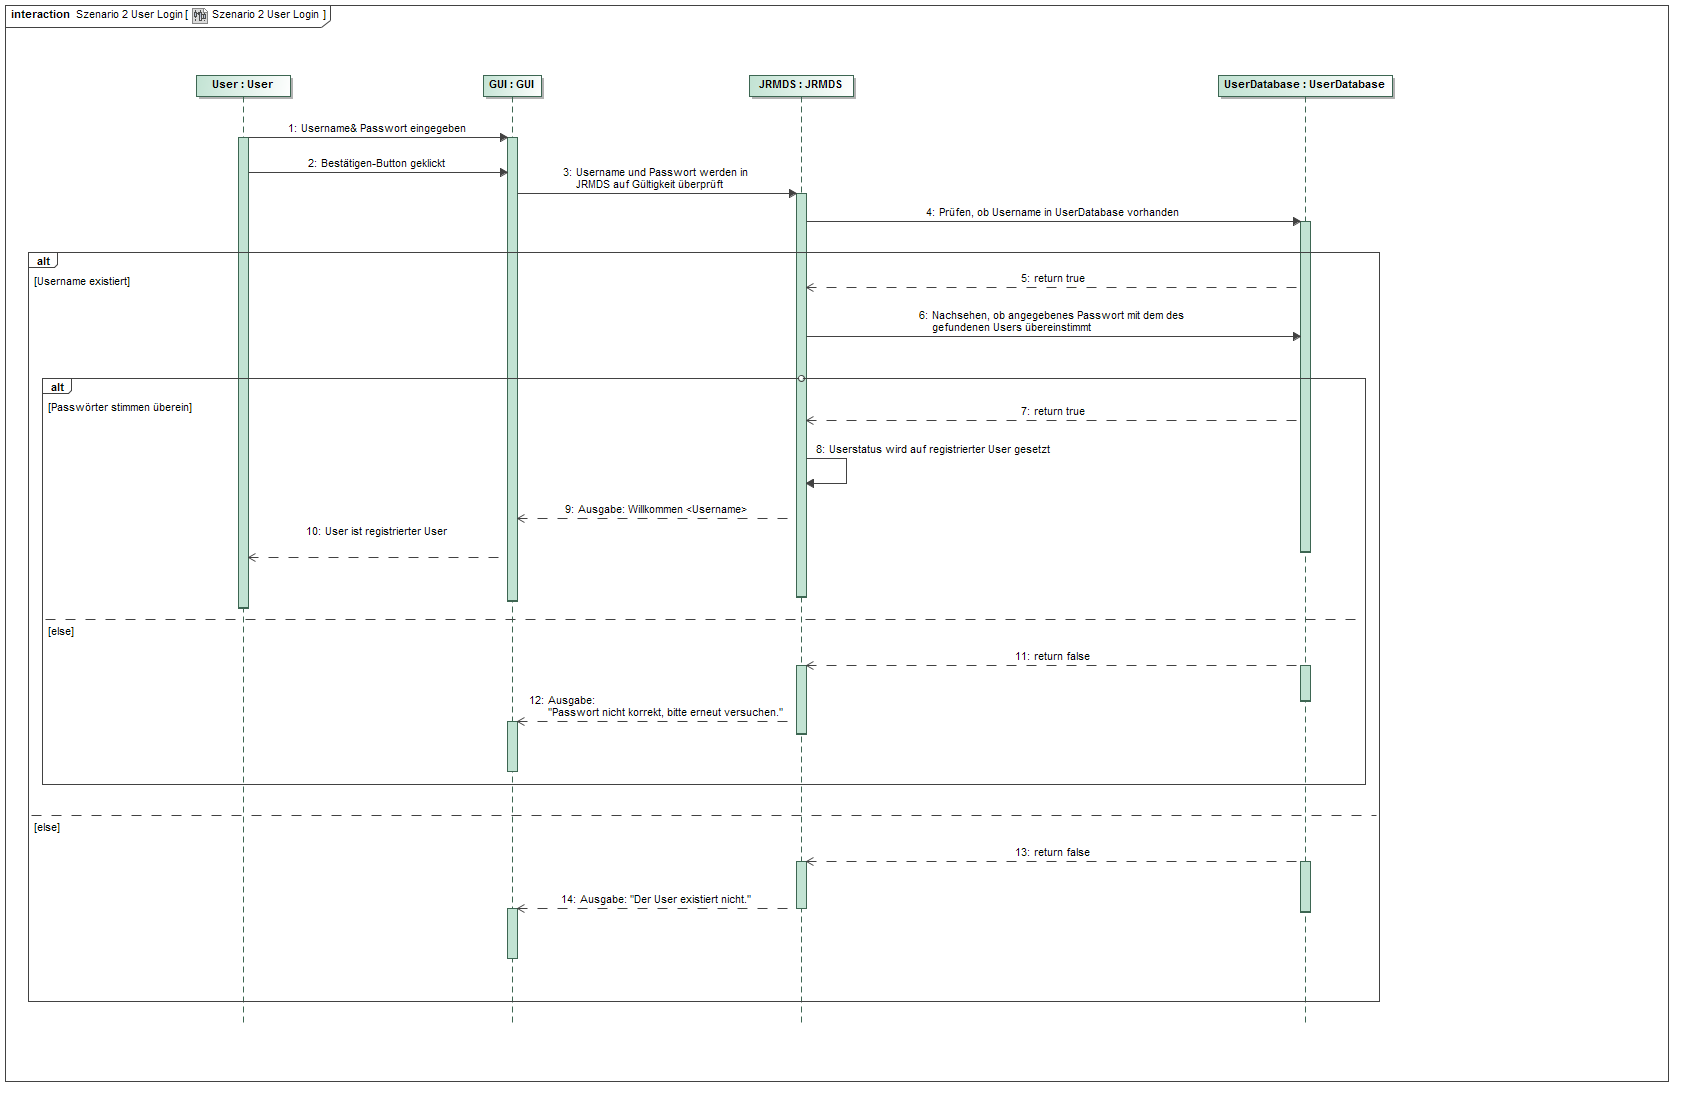 interaction Szenario 2 User Login [ Szenario 2 User Login ]
User : User
GUI : GUI
JRMDS : JRMDS
UserDatabase : UserDatabase
1: Username& Passwort eingegeben
2: Bestätigen-Button geklickt
3: Username und Passwort werden in
JRMDS auf Gültigkeit überprüft
4: Prüfen, ob Username in UserDatabase vorhanden
alt
[Username existiert]
5: return true
6: Nachsehen, ob angegebenes Passwort mit dem des
gefundenen Users übereinstimmt
alt
[Passwörter stimmen überein]
7: return true
8: Userstatus wird auf registrierter User gesetzt
9: Ausgabe: Willkommen <Username>
10: User ist registrierter User
[else]
11: return false
12: Ausgabe:
"Passwort nicht korrekt, bitte erneut versuchen."
[else]
13: return false
14: Ausgabe: "Der User existiert nicht."